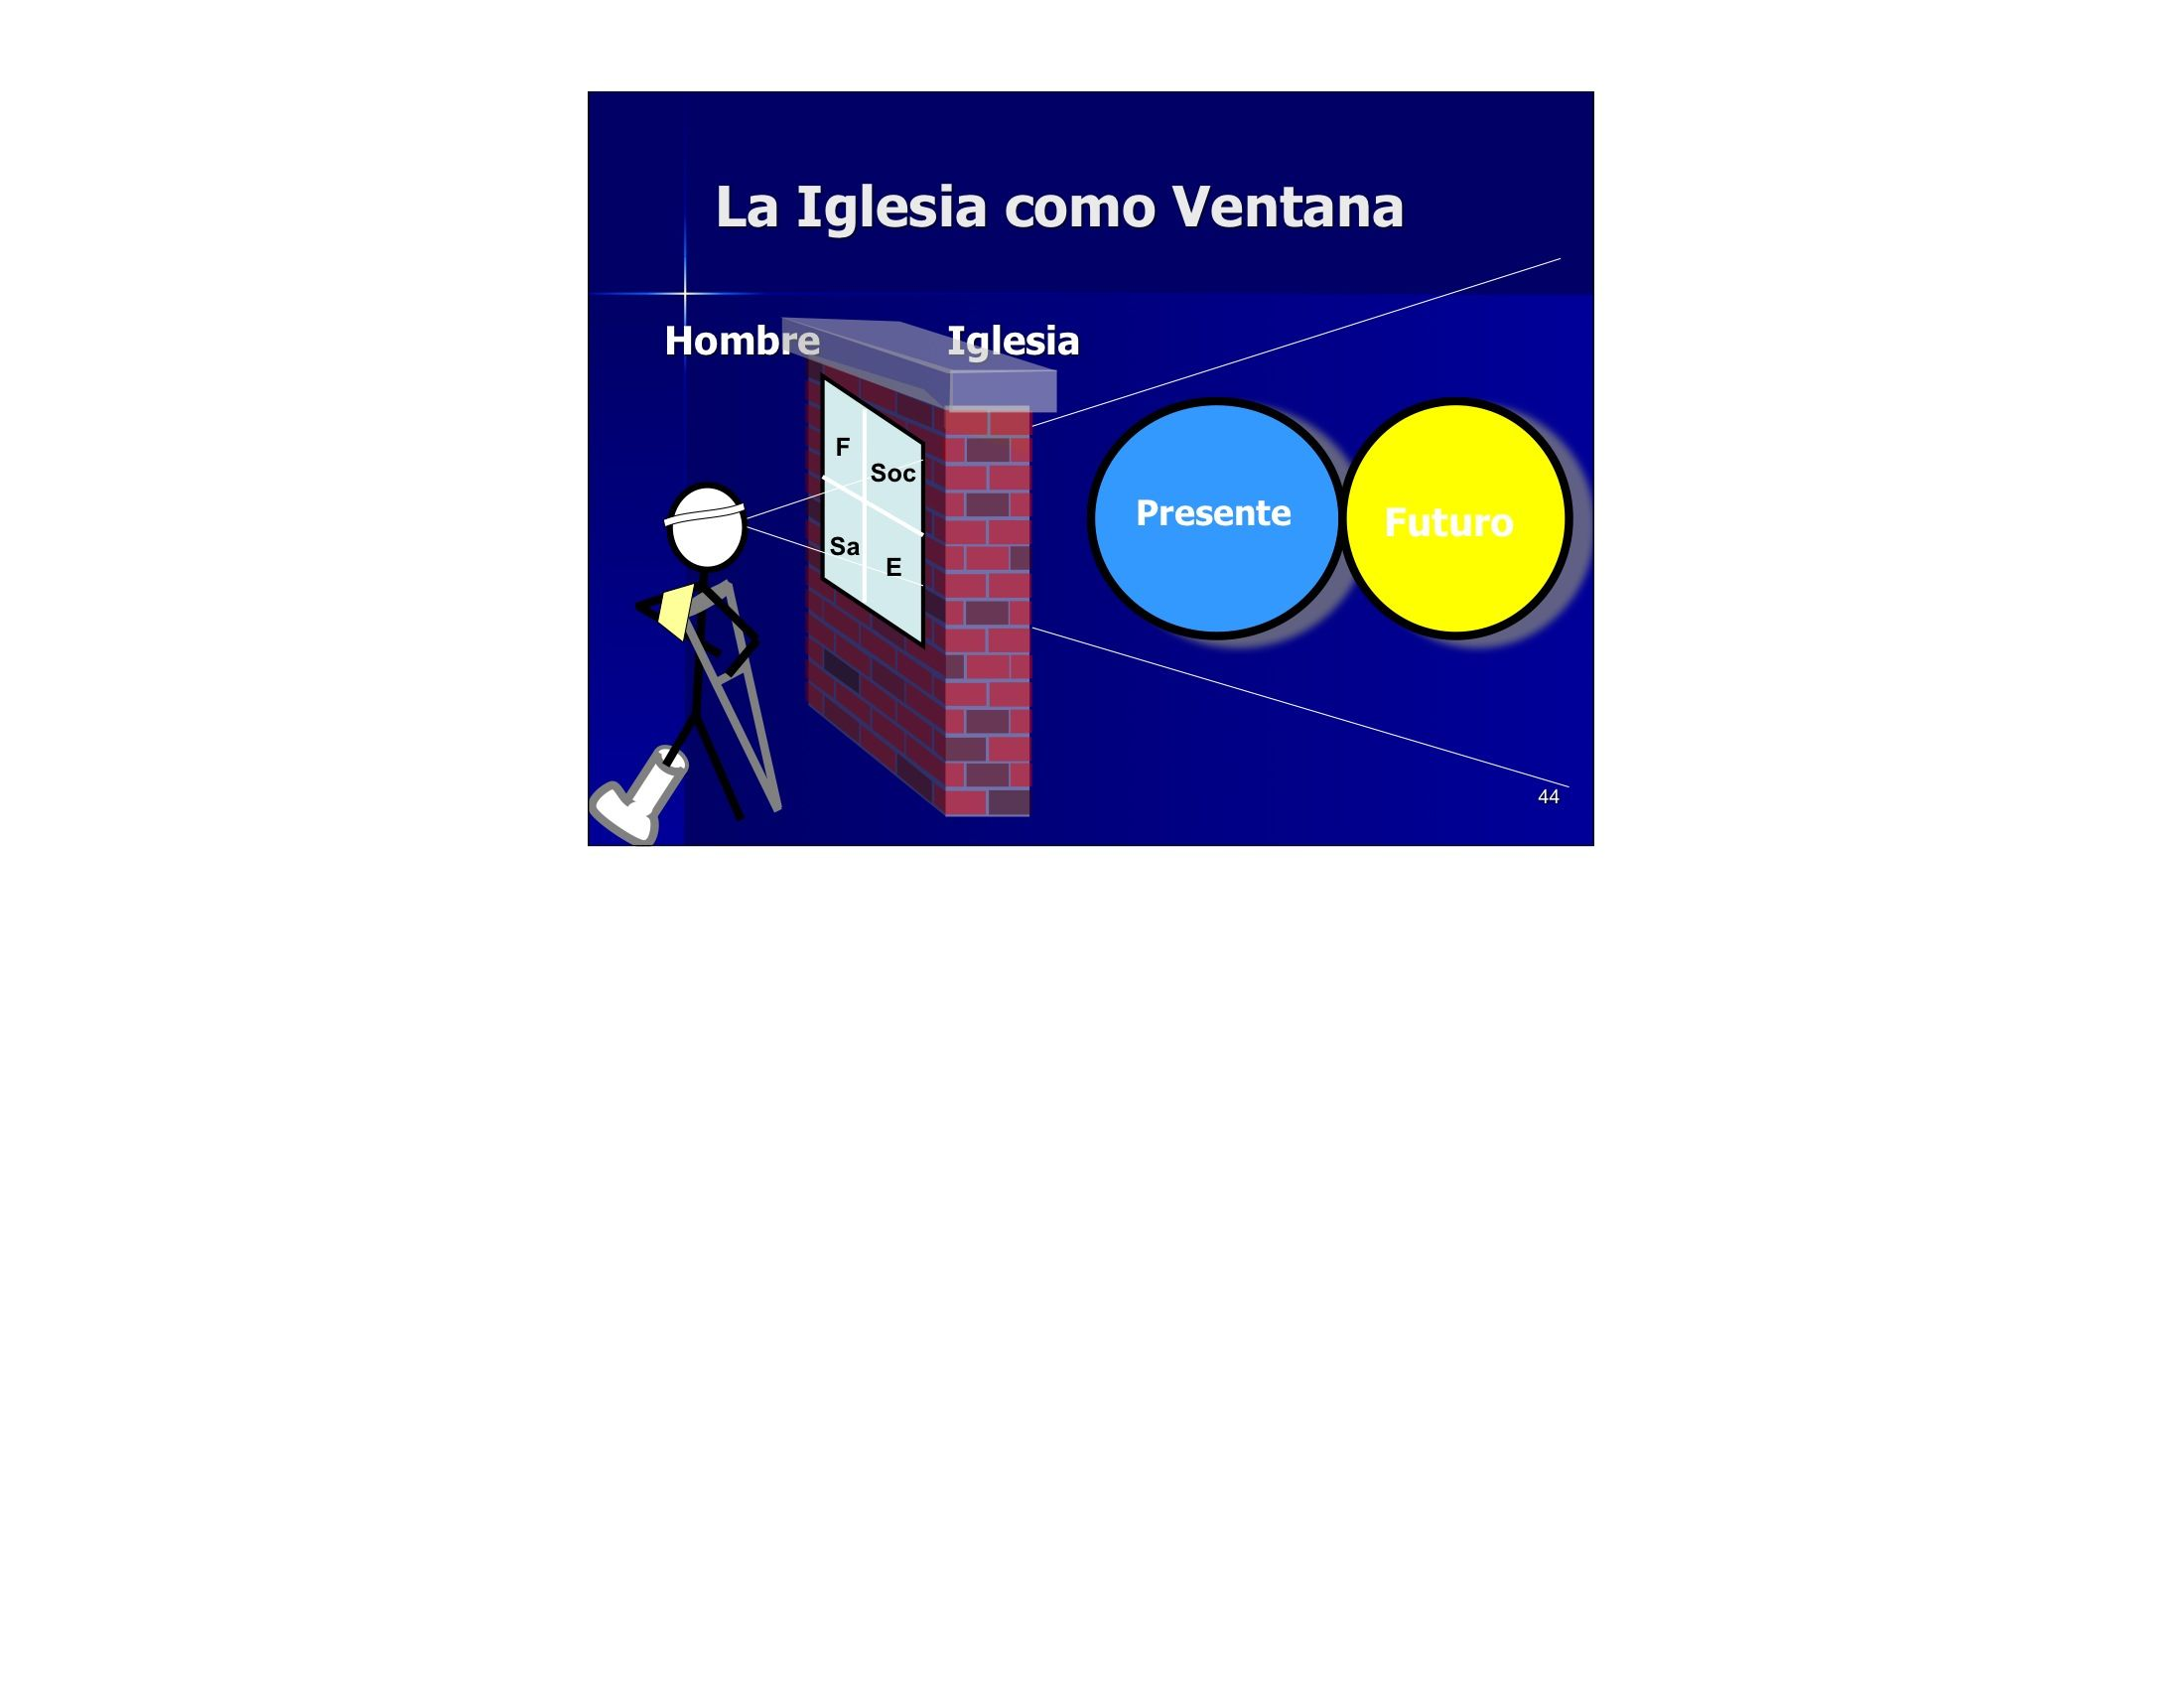 La Iglesia como Ventana
Hombre
Iglesia
F
Soc
Sa
E
Presente
Futuro
44